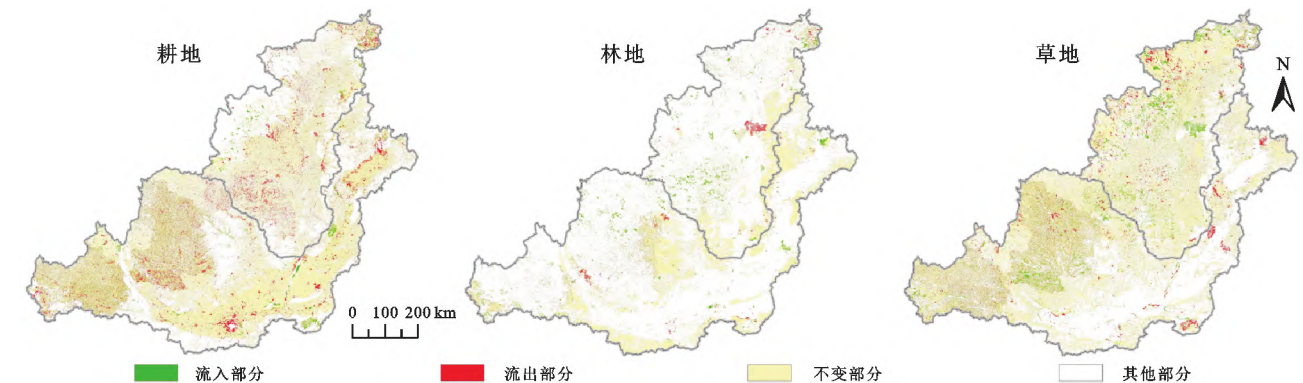 耕地
林地
草地
N
0 100 200 km
流入部分
流出部分
不变部分
其他部分